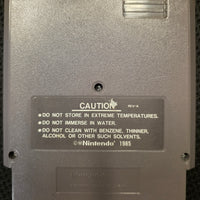 CAUTION REV-A
•DO NOT STORE IN EXTREME TEMPERATURES.
•DO NOT IMMERSE IN WATER.
•DO NOT CLEAN WITH BENZENE, THINNER,
ALCOHOL OR OTHER SUCH SOLVENTS.
©®Nintendo® 1985